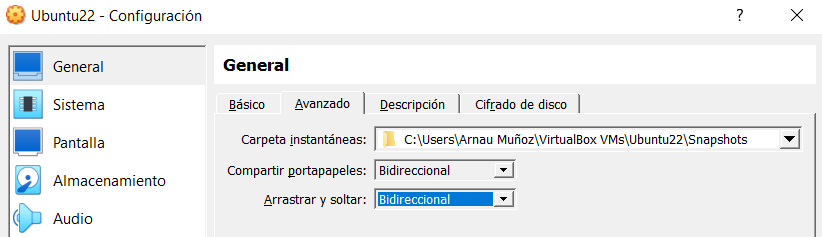 Ubuntu22 - Configuración
?
General
Sistema
Pantalla
Almacenamiento
Audio
General
Básico Avanzado Descripción Cifrado de disco
Carpeta instantáneas: C:\Users\Arnau Muñoz\VirtualBox VMs\Ubuntu22\Snapshots
Compartir portapapeles: Bidireccional
Arrastrar y soltar: Bidireccional